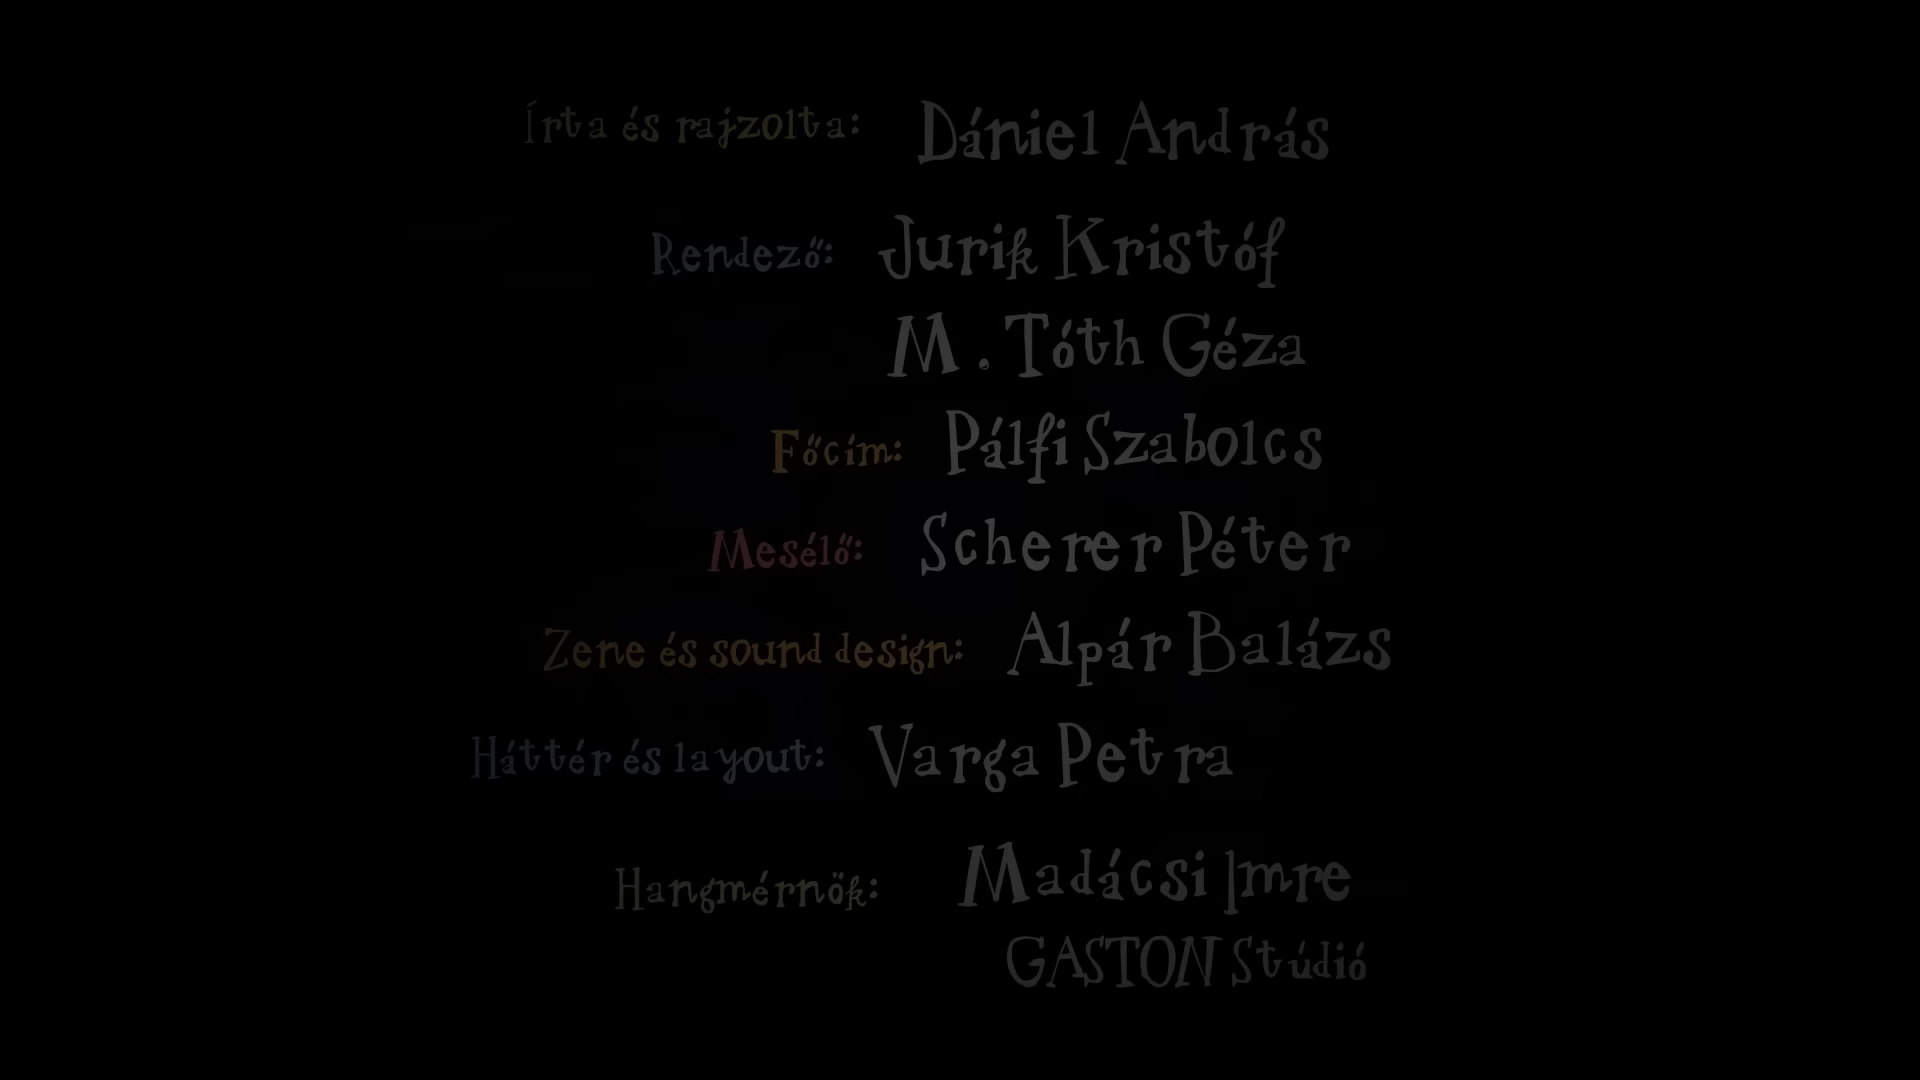 Írta és rajzolta: Dániel András
Rendező: Jurik Kristóf
M. Tóth Géza
Főcím: Pálfi Szabolcs
Mesélő: Scherer Péter
Zene és sound design: Alpár Balázs
Háttér és layout: Varga Petra
Hangmérnök: Madácsi Imre
GASTON Stúdió